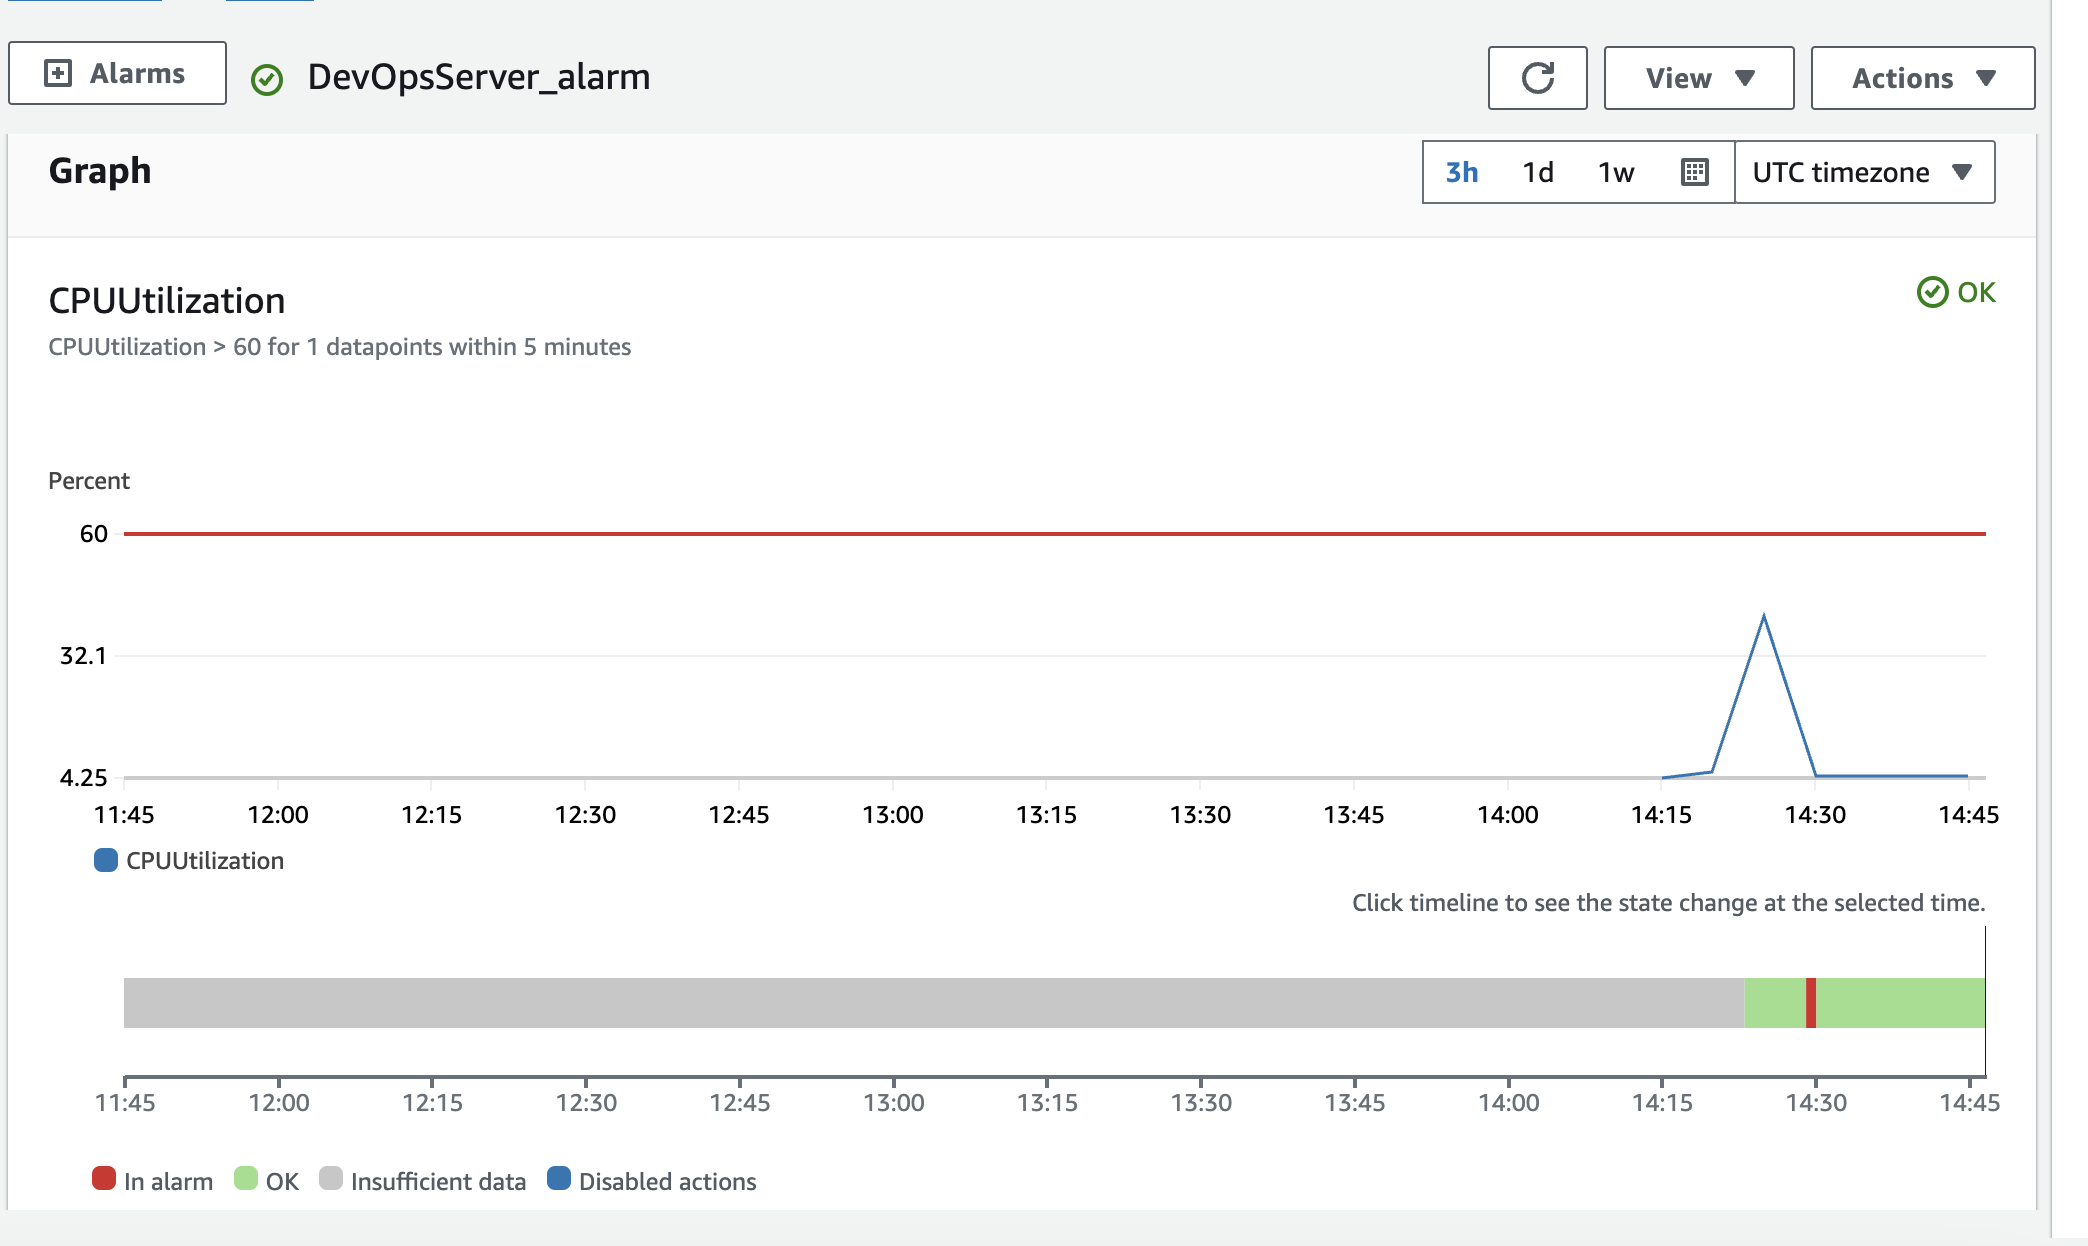 Alarms
DevOpsServer_alarm
View
Actions
Graph
3h 1d 1w
UTC timezone
CPUUtilization
OK
CPUUtilization > 60 for 1 datapoints within 5 minutes
Percent
60
32.1
4.25
11:45 12:00 12:15 12:30 12:45 13:00 13:15 13:30 13:45 14:00 14:15 14:30 14:45
CPUUtilization
Click timeline to see the state change at the selected time.
11:45 12:00 12:15 12:30 12:45 13:00 13:15 13:30 13:45 14:00 14:15 14:30 14:45
In alarm OK Insufficient data Disabled actions